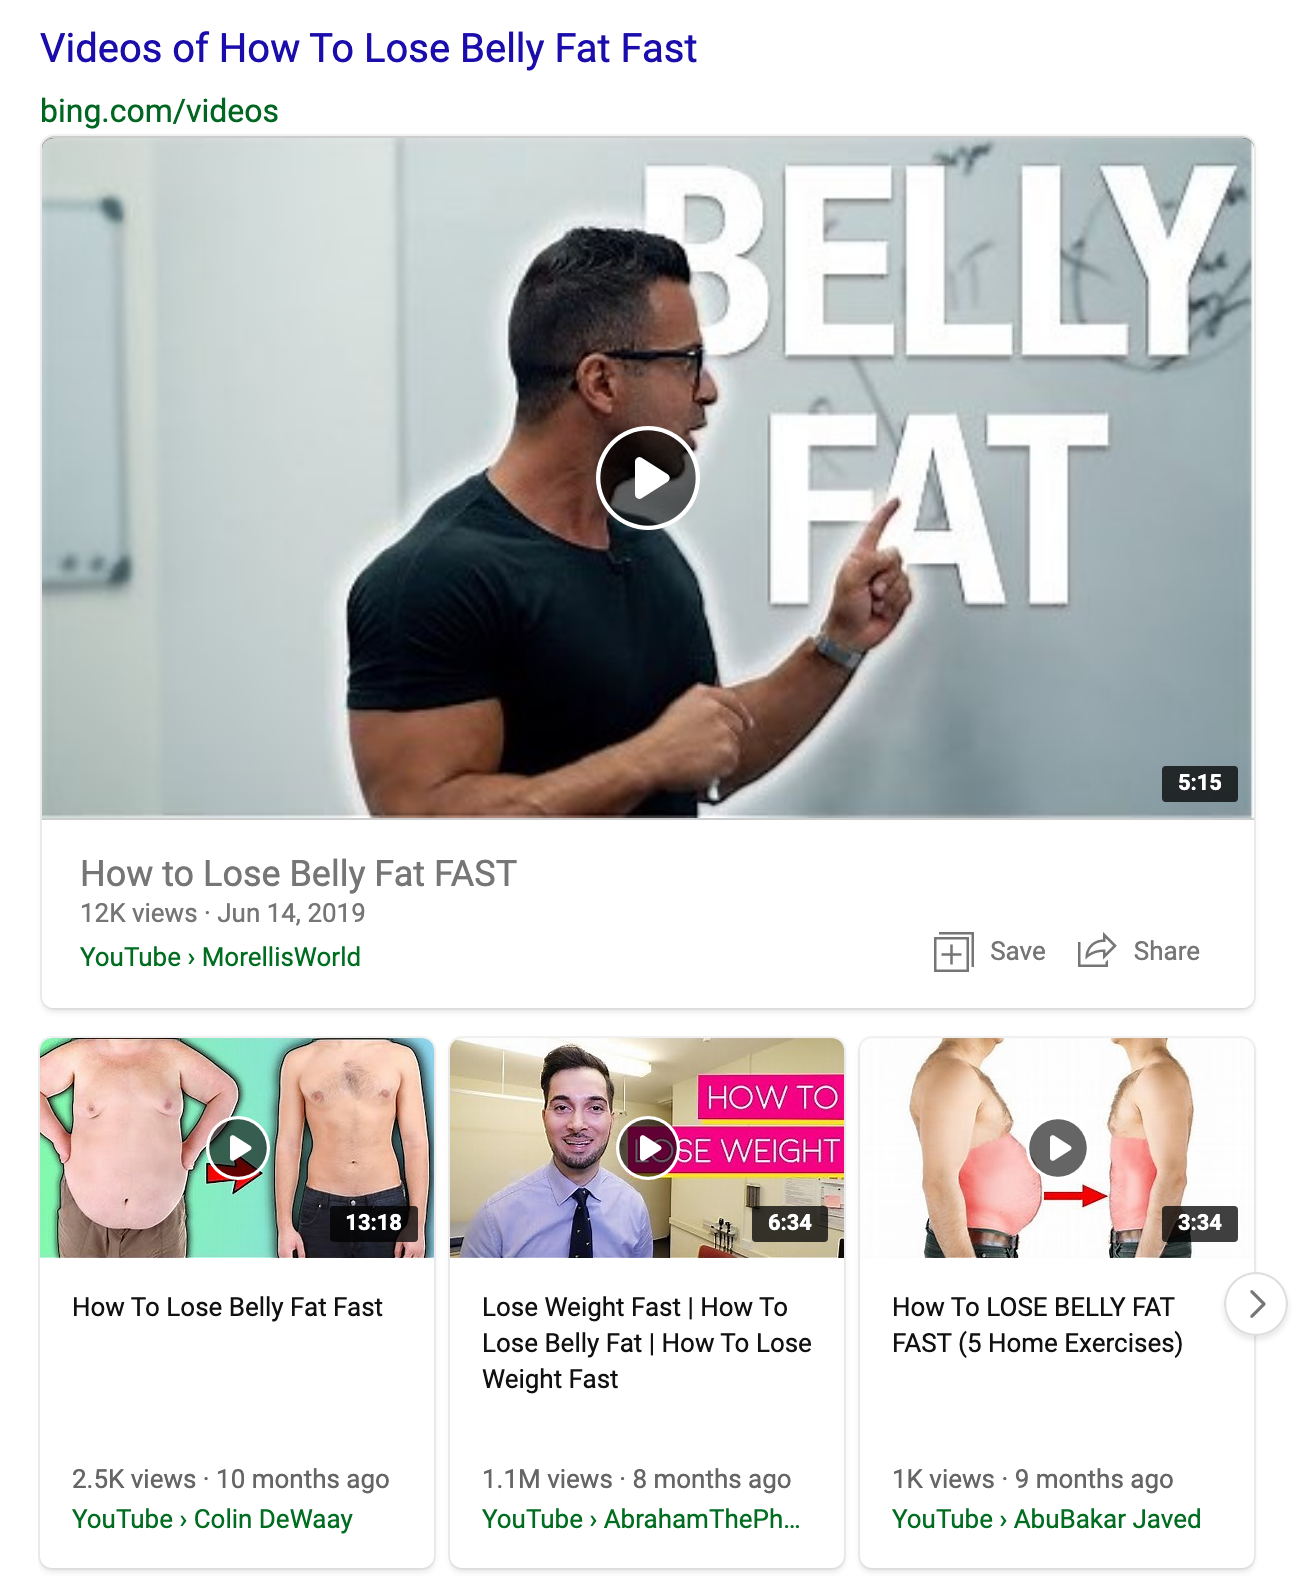 Videos of How To Lose Belly Fat Fast
bing.com/videos
BELLY
FAT
5:15
How to Lose Belly Fat FAST
12K views · Jun 14, 2019
YouTube › MorellisWorld
Save
Share
13:18
How To Lose Belly Fat Fast
2.5K views · 10 months ago
YouTube › Colin DeWaay
HOW TO
LOSE WEIGHT
6:34
Lose Weight Fast | How To
Lose Belly Fat | How To Lose
Weight Fast
1.1M views · 8 months ago
YouTube › AbrahamThePh...
3:34
How To LOSE BELLY FAT
FAST (5 Home Exercises)
1K views · 9 months ago
YouTube › AbuBakar Javed